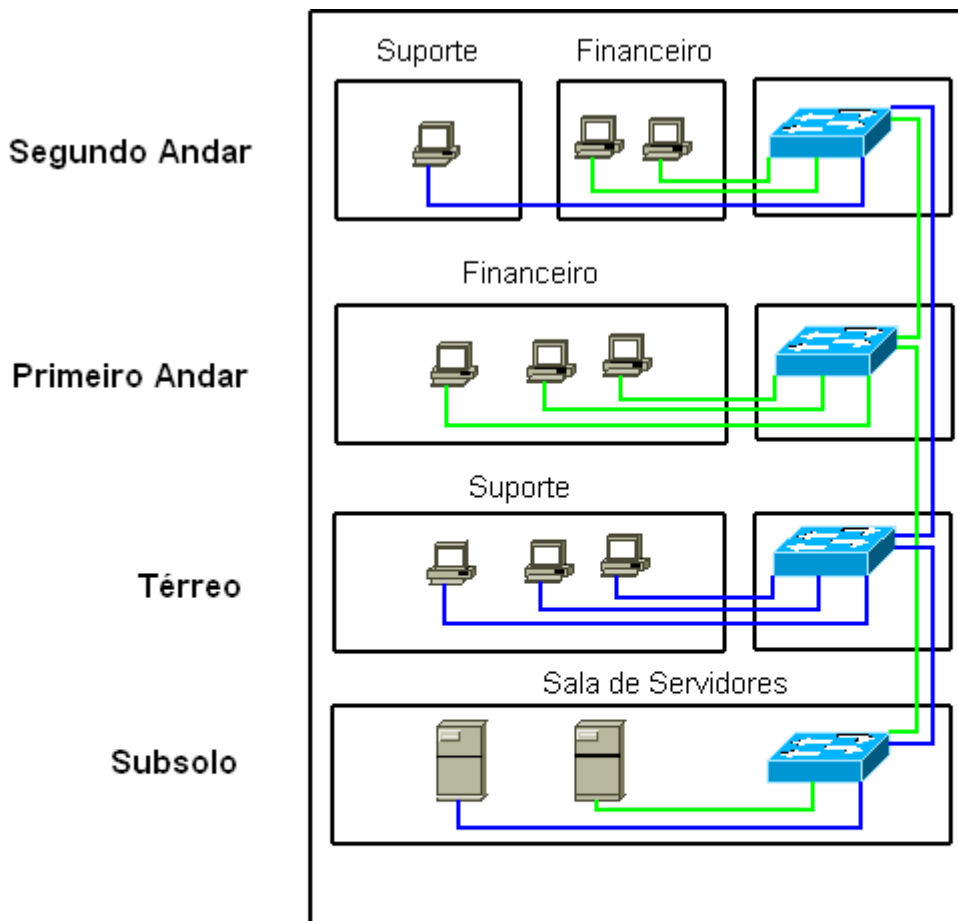 Suporte
Financeiro
Segundo Andar
Financeiro
Primeiro Andar
Suporte
Térreo
Sala de Servidores
Subsolo